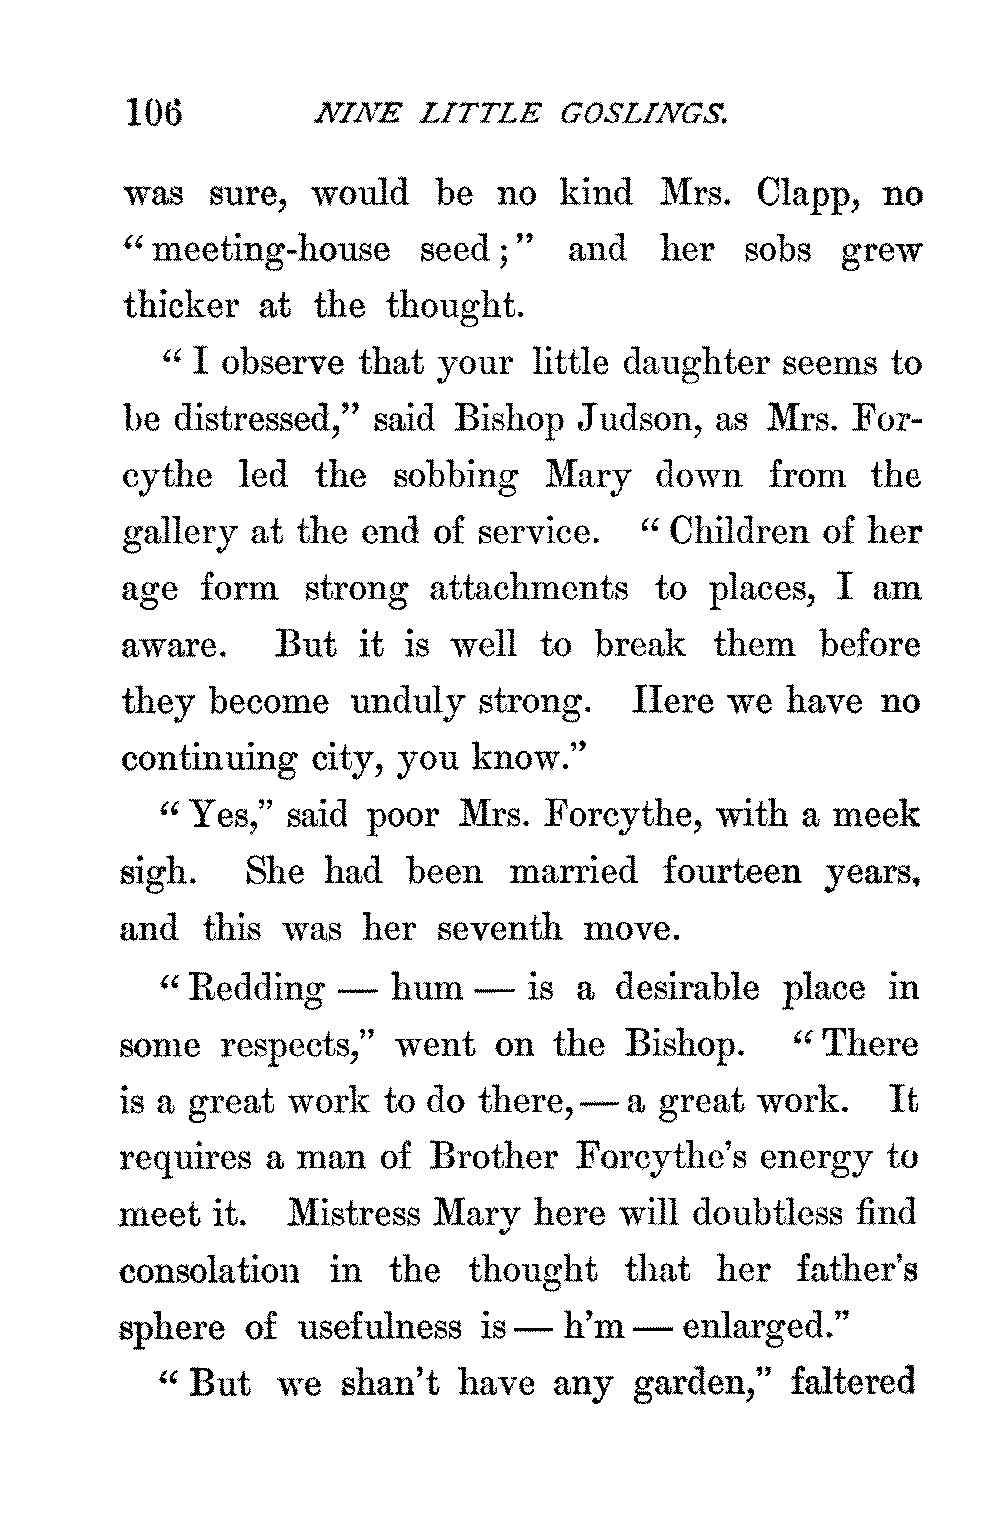 106 NINE LITTLE GOSLINGS.
was sure, would be no kind Mrs. Clapp, no
“meeting-house seed;” and her sobs grew
thicker at the thought.
“I observe that your little daughter seems to
be distressed,” said Bishop Judson, as Mrs. For-
cythe led the sobbing Mary down from the
gallery at the end of service. “Children of her
age form strong attachments to places, I am
aware. But it is well to break them before
they become unduly strong. Here we have no
continuing city, you know.”
“Yes,” said poor Mrs. Forcythe, with a meek
sigh. She had been married fourteen years,
and this was her seventh move.
“Redding — hum — is a desirable place in
some respects,” went on the Bishop. “There
is a great work to do there, — a great work. It
requires a man of Brother Forcythe’s energy to
meet it. Mistress Mary here will doubtless find
consolation in the thought that her father’s
sphere of usefulness is — h’m — enlarged.”
“But we shan’t have any garden,” faltered